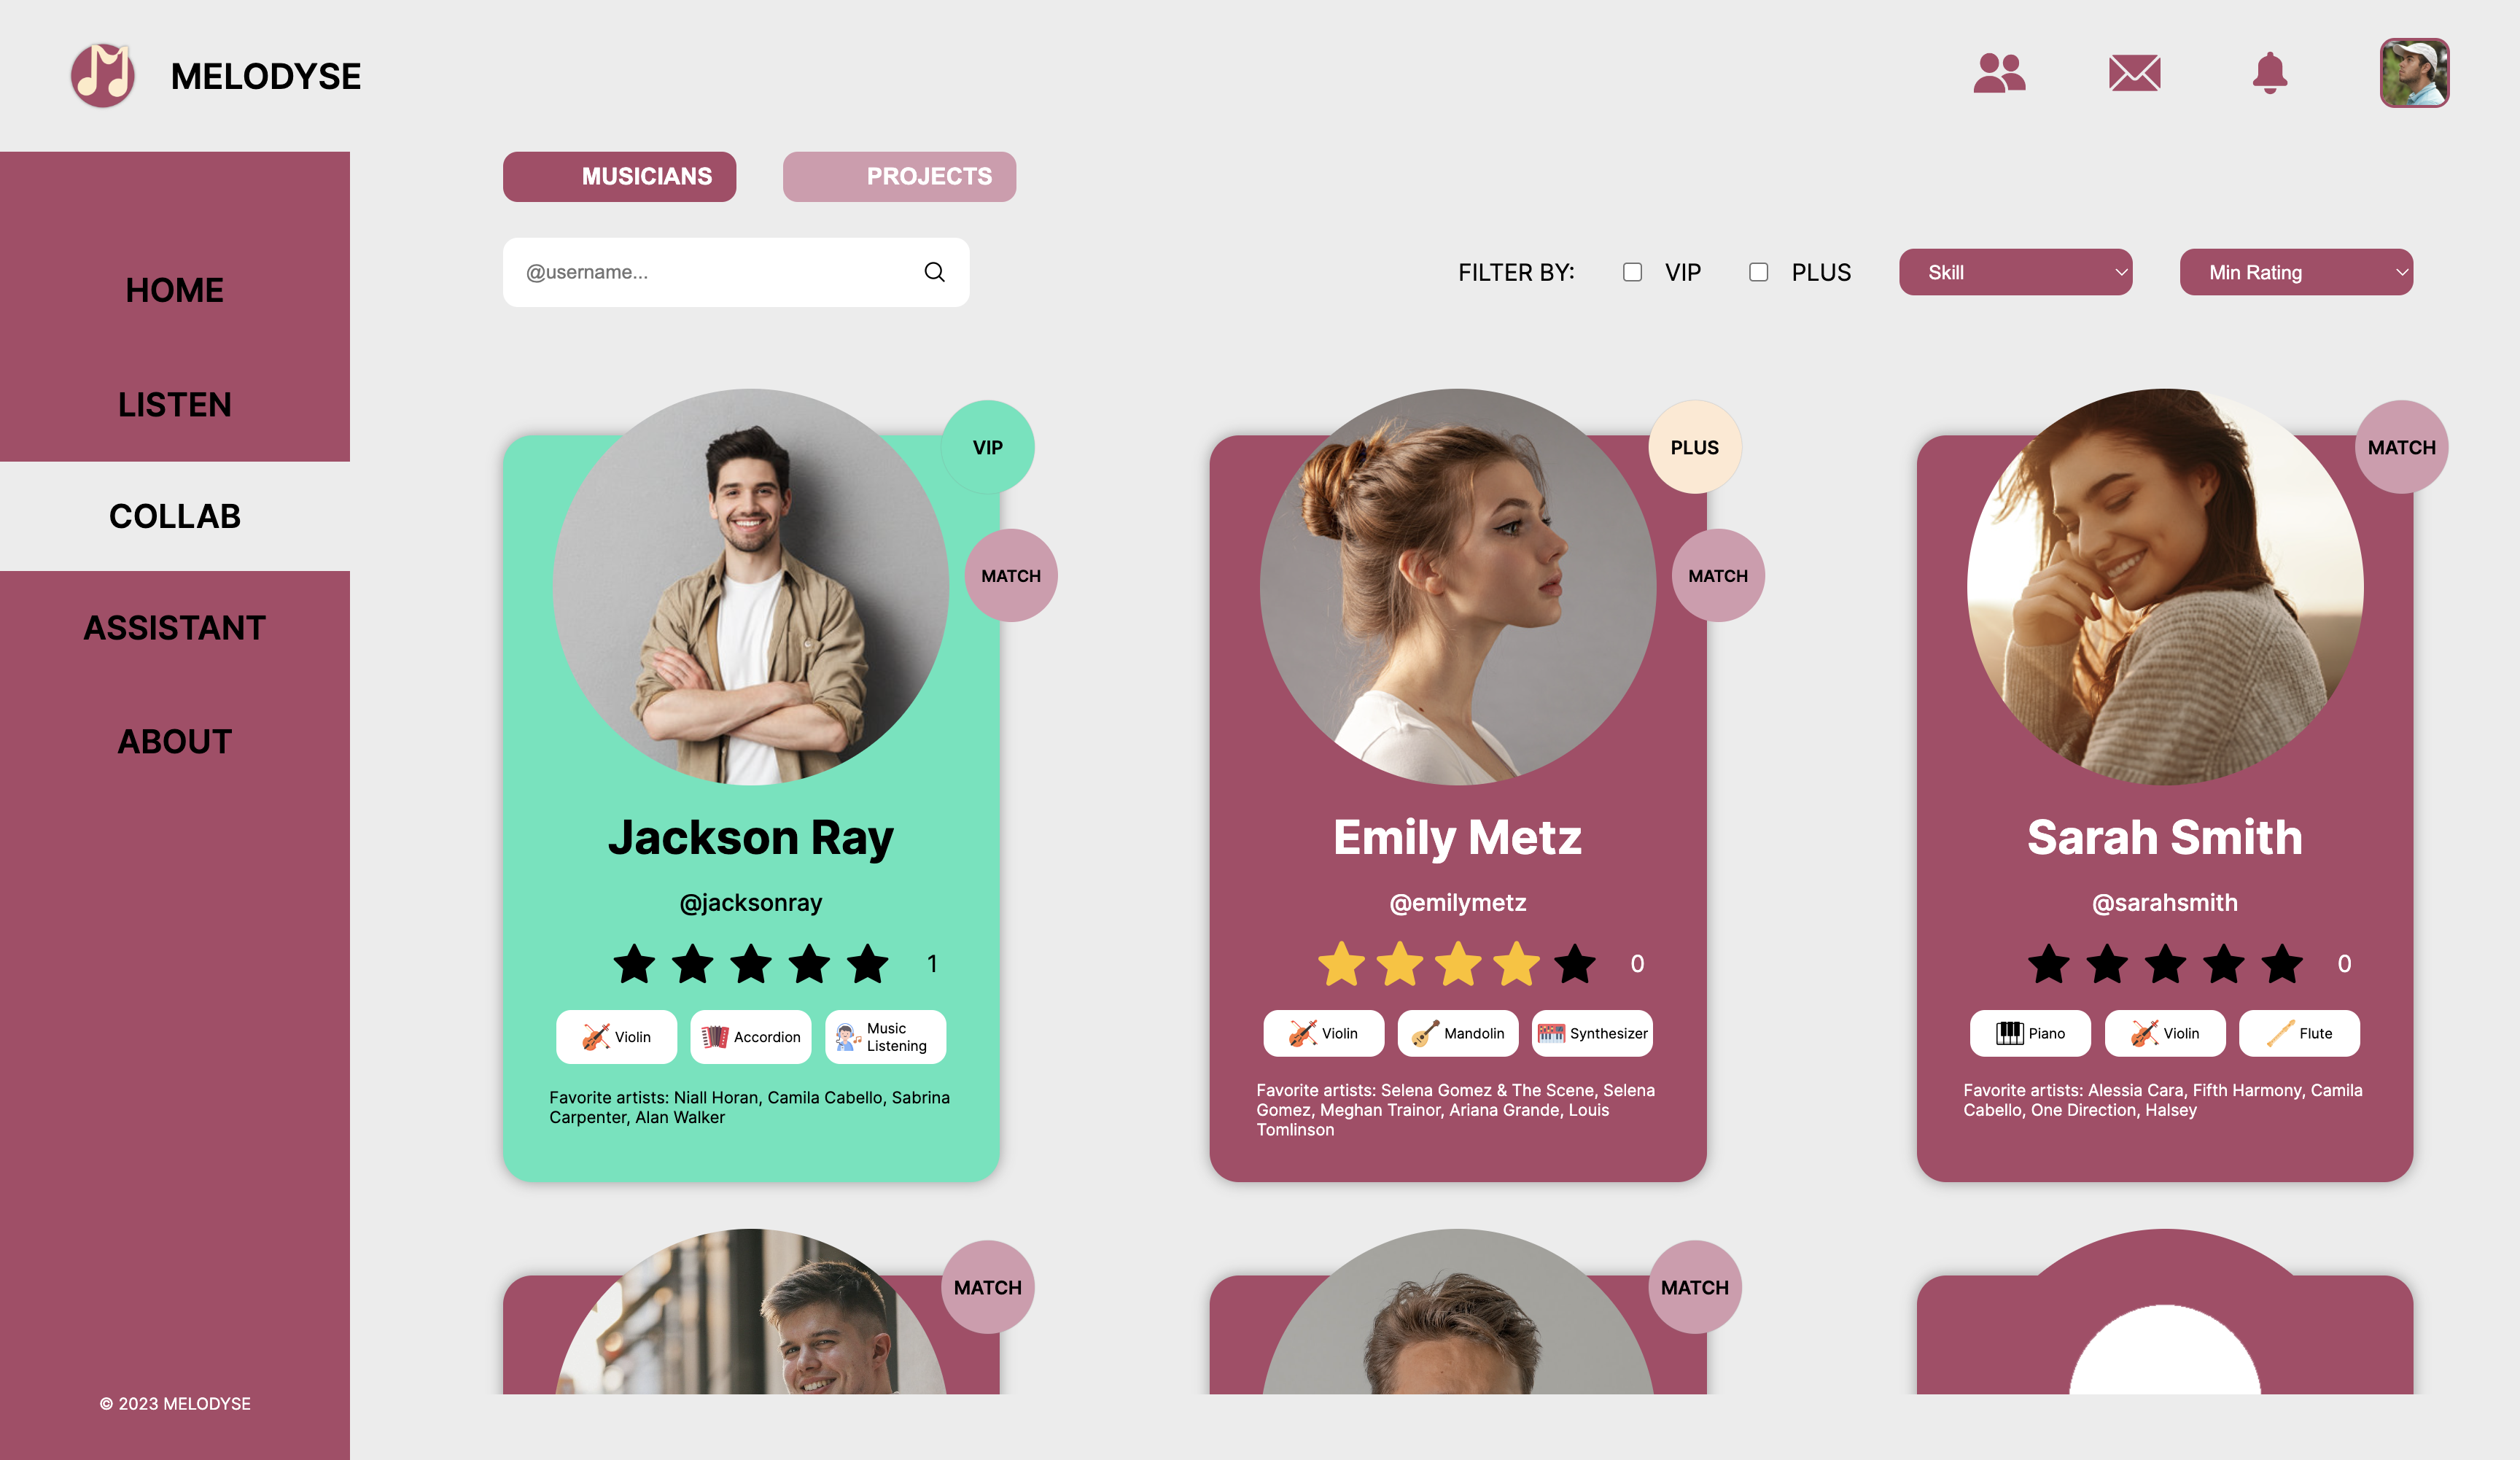 MELODYSE
MUSICIANS
PROJECTS
@username...
FILTER BY:
VIP
PLUS
Skill
Min Rating
HOME
LISTEN
COLLAB
ASSISTANT
ABOUT
© 2023 MELODYSE
VIP
MATCH
Jackson Ray
@jacksonray
1
Violin
Accordion
Music
Listening
Favorite artists: Niall Horan, Camila Cabello, Sabrina
Carpenter, Alan Walker
PLUS
MATCH
Emily Metz
@emilymetz
0
Violin
Mandolin
Synthesizer
Favorite artists: Selena Gomez & The Scene, Selena
Gomez, Meghan Trainor, Ariana Grande, Louis
Tomlinson
MATCH
Sarah Smith
@sarahsmith
0
Piano
Violin
Flute
Favorite artists: Alessia Cara, Fifth Harmony, Camila
Cabello, One Direction, Halsey
MATCH
MATCH